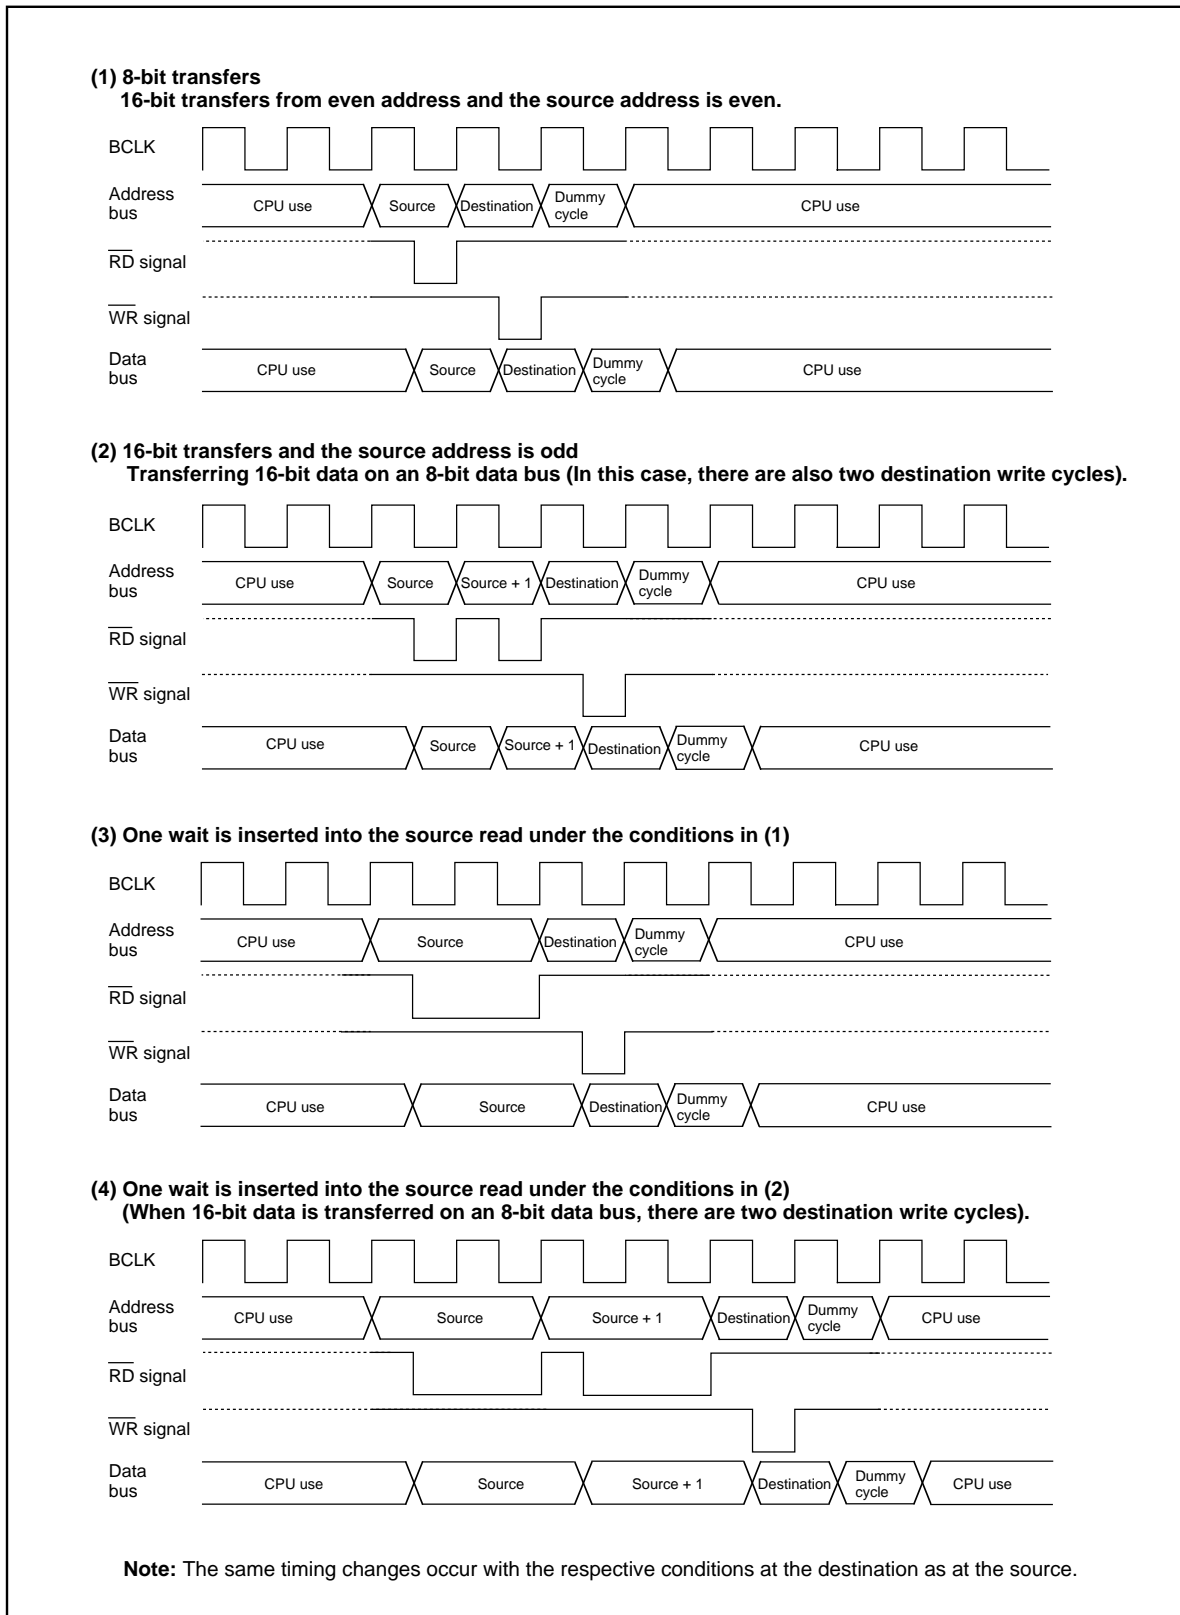 (1) 8-bit transfers
16-bit transfers from even address and the source address is even.
BCLK
Address
bus
CPU use
Source
Destination
Dummy
cycle
CPU use
RD signal
WR signal
Data
bus
CPU use
Source
Destination
Dummy
cycle
CPU use
(2) 16-bit transfers and the source address is odd
Transferring 16-bit data on an 8-bit data bus (In this case, there are also two destination write cycles).
BCLK
Address
bus
CPU use
Source
Source + 1
Destination
Dummy
cycle
CPU use
RD signal
WR signal
Data
bus
CPU use
Source
Source + 1
Destination
Dummy
cycle
CPU use
(3) One wait is inserted into the source read under the conditions in (1)
BCLK
Address
bus
CPU use
Source
Destination
Dummy
cycle
CPU use
RD signal
WR signal
Data
bus
CPU use
Source
Destination
Dummy
cycle
CPU use
(4) One wait is inserted into the source read under the conditions in (2)
(When 16-bit data is transferred on an 8-bit data bus, there are two destination write cycles).
BCLK
Address
bus
CPU use
Source
Source + 1
Destination
Dummy
cycle
CPU use
RD signal
WR signal
Data
bus
CPU use
Source
Source + 1
Destination
Dummy
cycle
CPU use
Note: The same timing changes occur with the respective conditions at the destination as at the source.